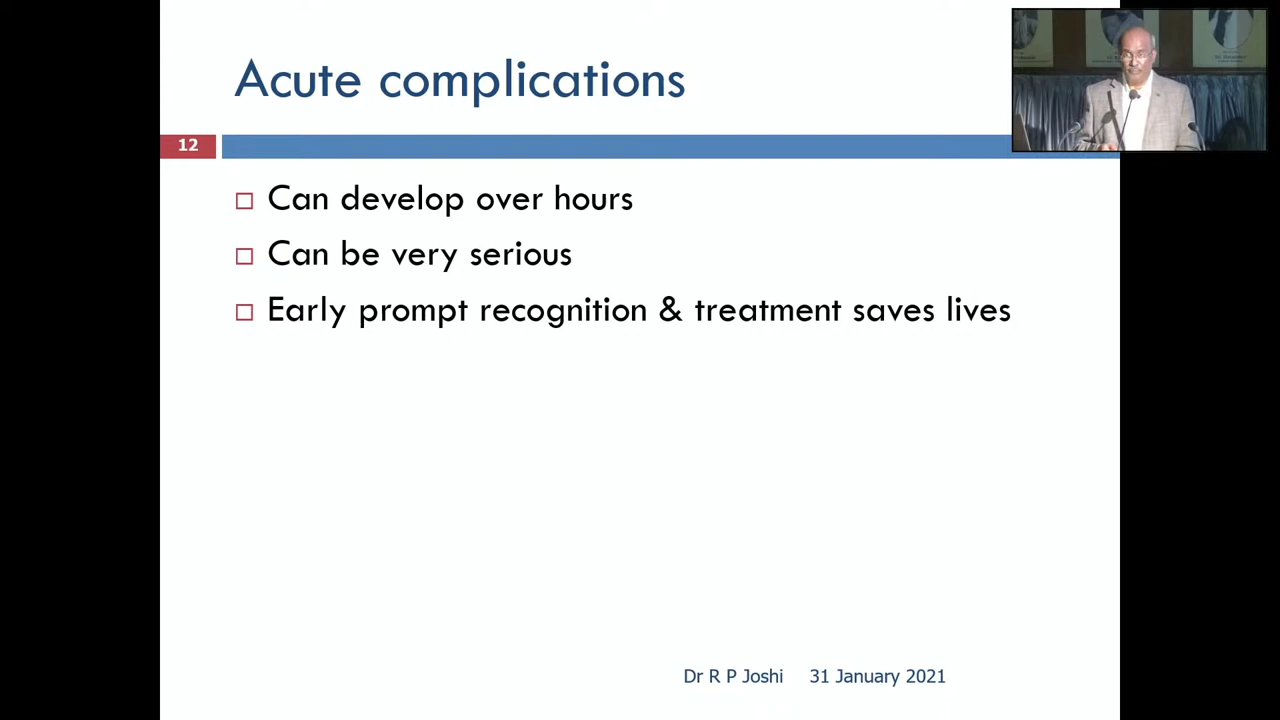 Acute complications
12
Can develop over hours
Can be very serious
Early prompt recognition & treatment saves lives
Dr R P Joshi 31 January 2021